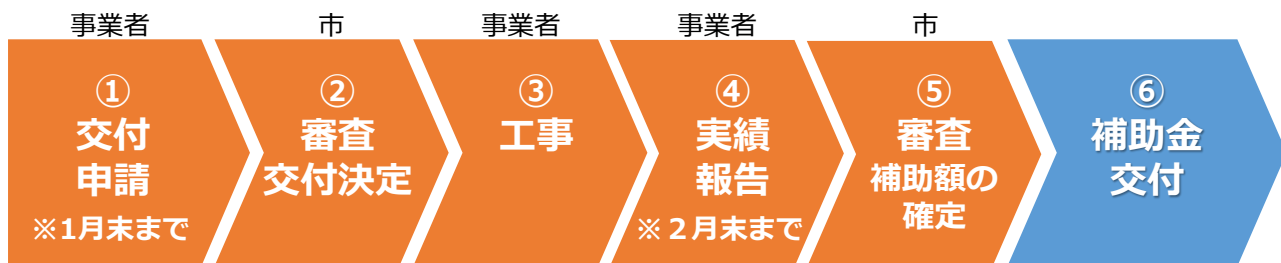 事業者
①
交付
申請
※1月末まで
市
②
審査
交付決定
事業者
③
工事
事業者
④
実績
報告
※２月末まで
市
⑤
審査
補助額の
確定
⑥
補助金
交付